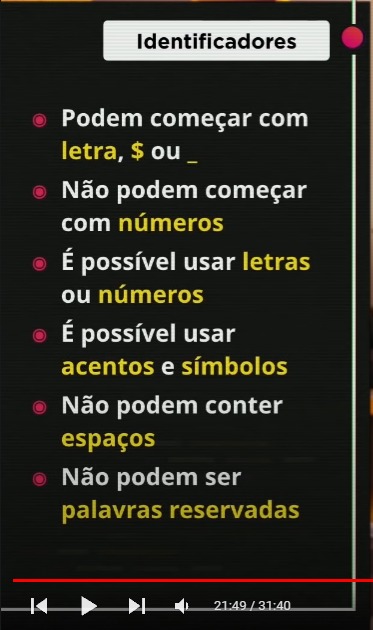 Identificadores
Podem começar com
letra, $ ou _
Não podem começar
com números
É possível usar letras
ou números
É possível usar
acentos e símbolos
Não podem conter
espaços
Não podem ser
palavras reservadas
21:49 / 31:40